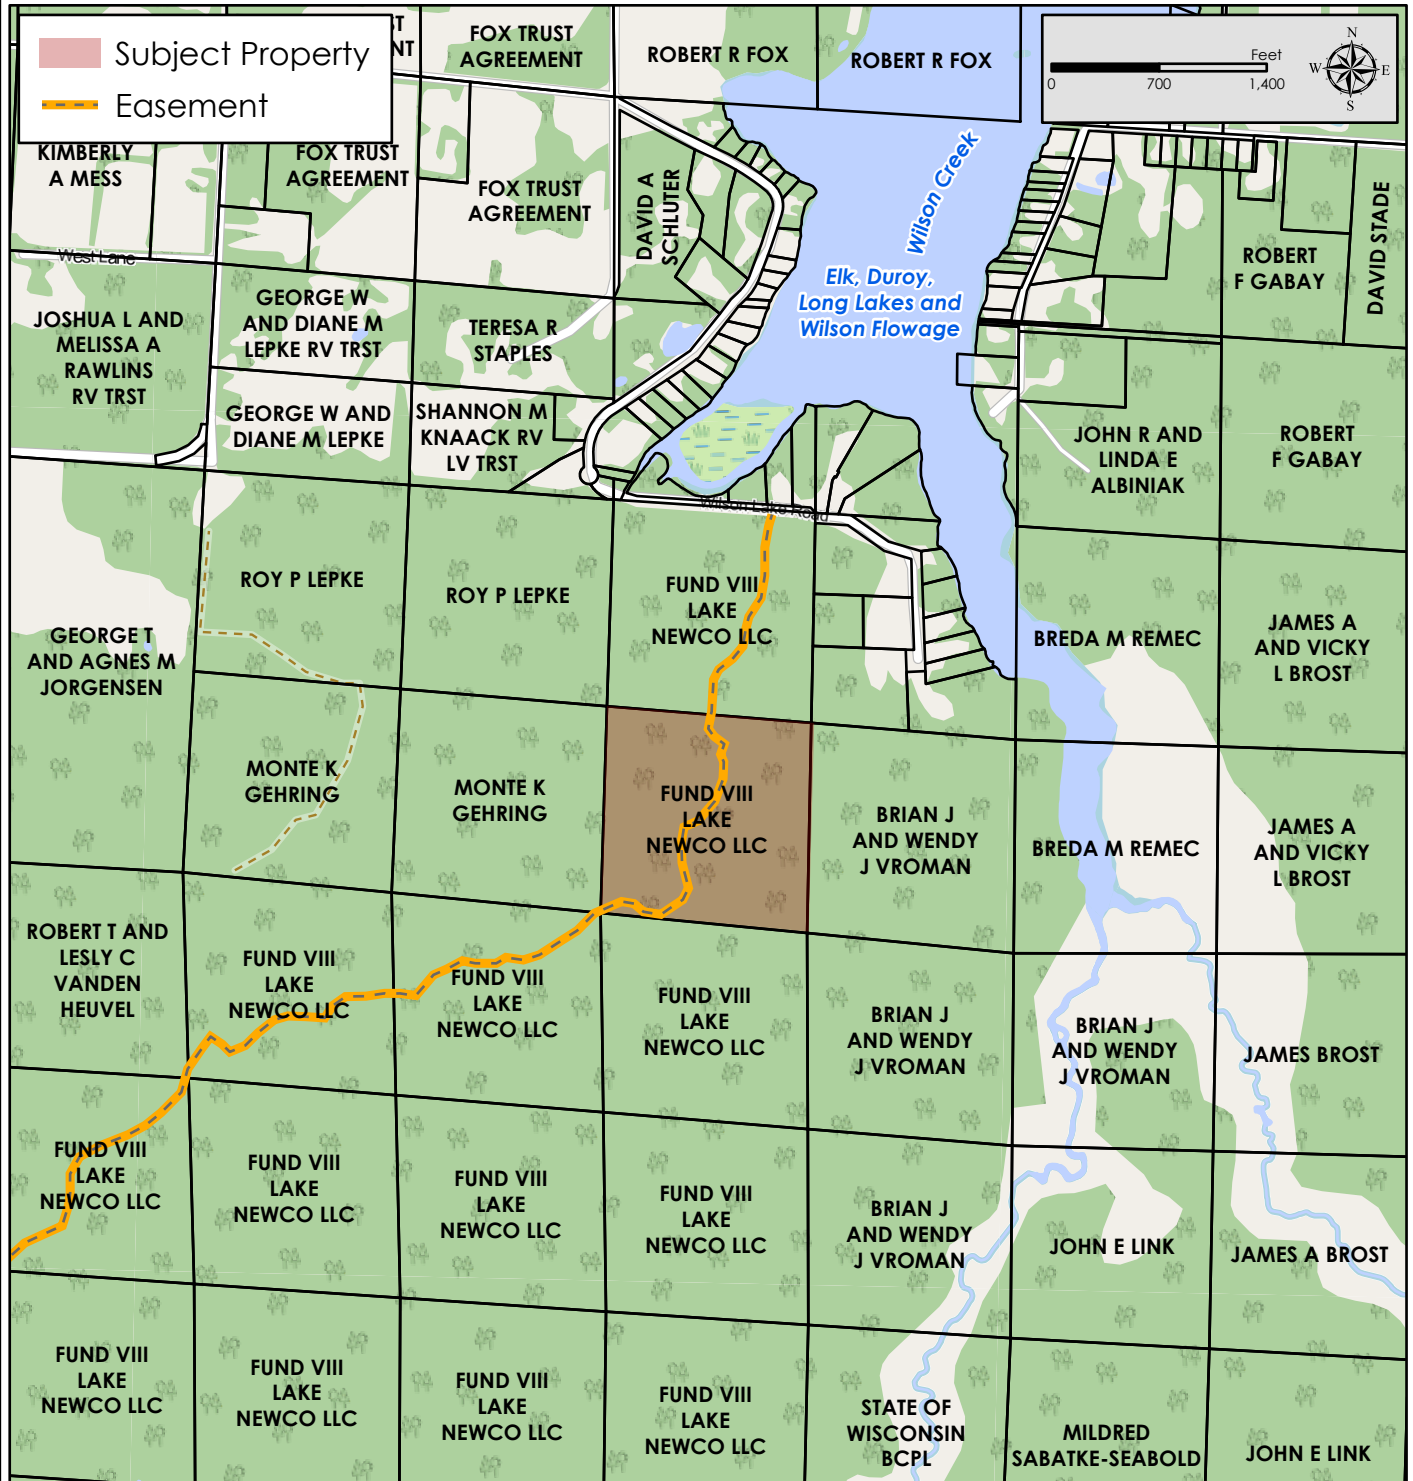 Subject Property
Easement
ST
NT
FOX TRUST
AGREEMENT
ROBERT R FOX
ROBERT R FOX
Feet
0
700
1,400
N
W
E
S
KIMBERLY
A MESS
FOX TRUST
AGREEMENT
FOX TRUST
AGREEMENT
DAVID A
SCHLUTER
Wilson Creek
Elk, Duroy,
Long Lakes and
Wilson Flowage
ROBERT
F GABAY
DAVID STADE
West Lane
JOSHUA L AND
MELISSA A
RAWLINS
RV TRST
GEORGE W
AND DIANE M
LEPKE RV TRST
TERESA R
STAPLES
GEORGE W AND
DIANE M LEPKE
SHANNON M
KNAACK RV
LV TRST
JOHN R AND
LINDA E
ALBINIAK
ROBERT
F GABAY
Wilson Lake Road
GEORGE T
AND AGNES M
JORGENSEN
ROY P LEPKE
ROY P LEPKE
FUND VIII
LAKE
NEWCO LLC
BREDA M REMEC
JAMES A
AND VICKY
L BROST
MONTE K
GEHRING
MONTE K
GEHRING
FUND VIII
LAKE
NEWCO LLC
BRIAN J
AND WENDY
J VROMAN
BREDA M REMEC
JAMES A
AND VICKY
L BROST
ROBERT T AND
LESLY C
VANDEN
HEUVEL
FUND VIII
LAKE
NEWCO LLC
FUND VIII
LAKE
NEWCO LLC
FUND VIII
LAKE
NEWCO LLC
BRIAN J
AND WENDY
J VROMAN
BRIAN J
AND WENDY
J VROMAN
JAMES BROST
FUND VIII
LAKE
NEWCO LLC
FUND VIII
LAKE
NEWCO LLC
FUND VIII
LAKE
NEWCO LLC
FUND VIII
LAKE
NEWCO LLC
BRIAN J
AND WENDY
J VROMAN
JOHN E LINK
JAMES A BROST
FUND VIII
LAKE
NEWCO LLC
FUND VIII
LAKE
NEWCO LLC
FUND VIII
LAKE
NEWCO LLC
FUND VIII
LAKE
NEWCO LLC
STATE OF
WISCONSIN
BCPL
MILDRED
SABATKE-SEABOLD
JOHN E LINK